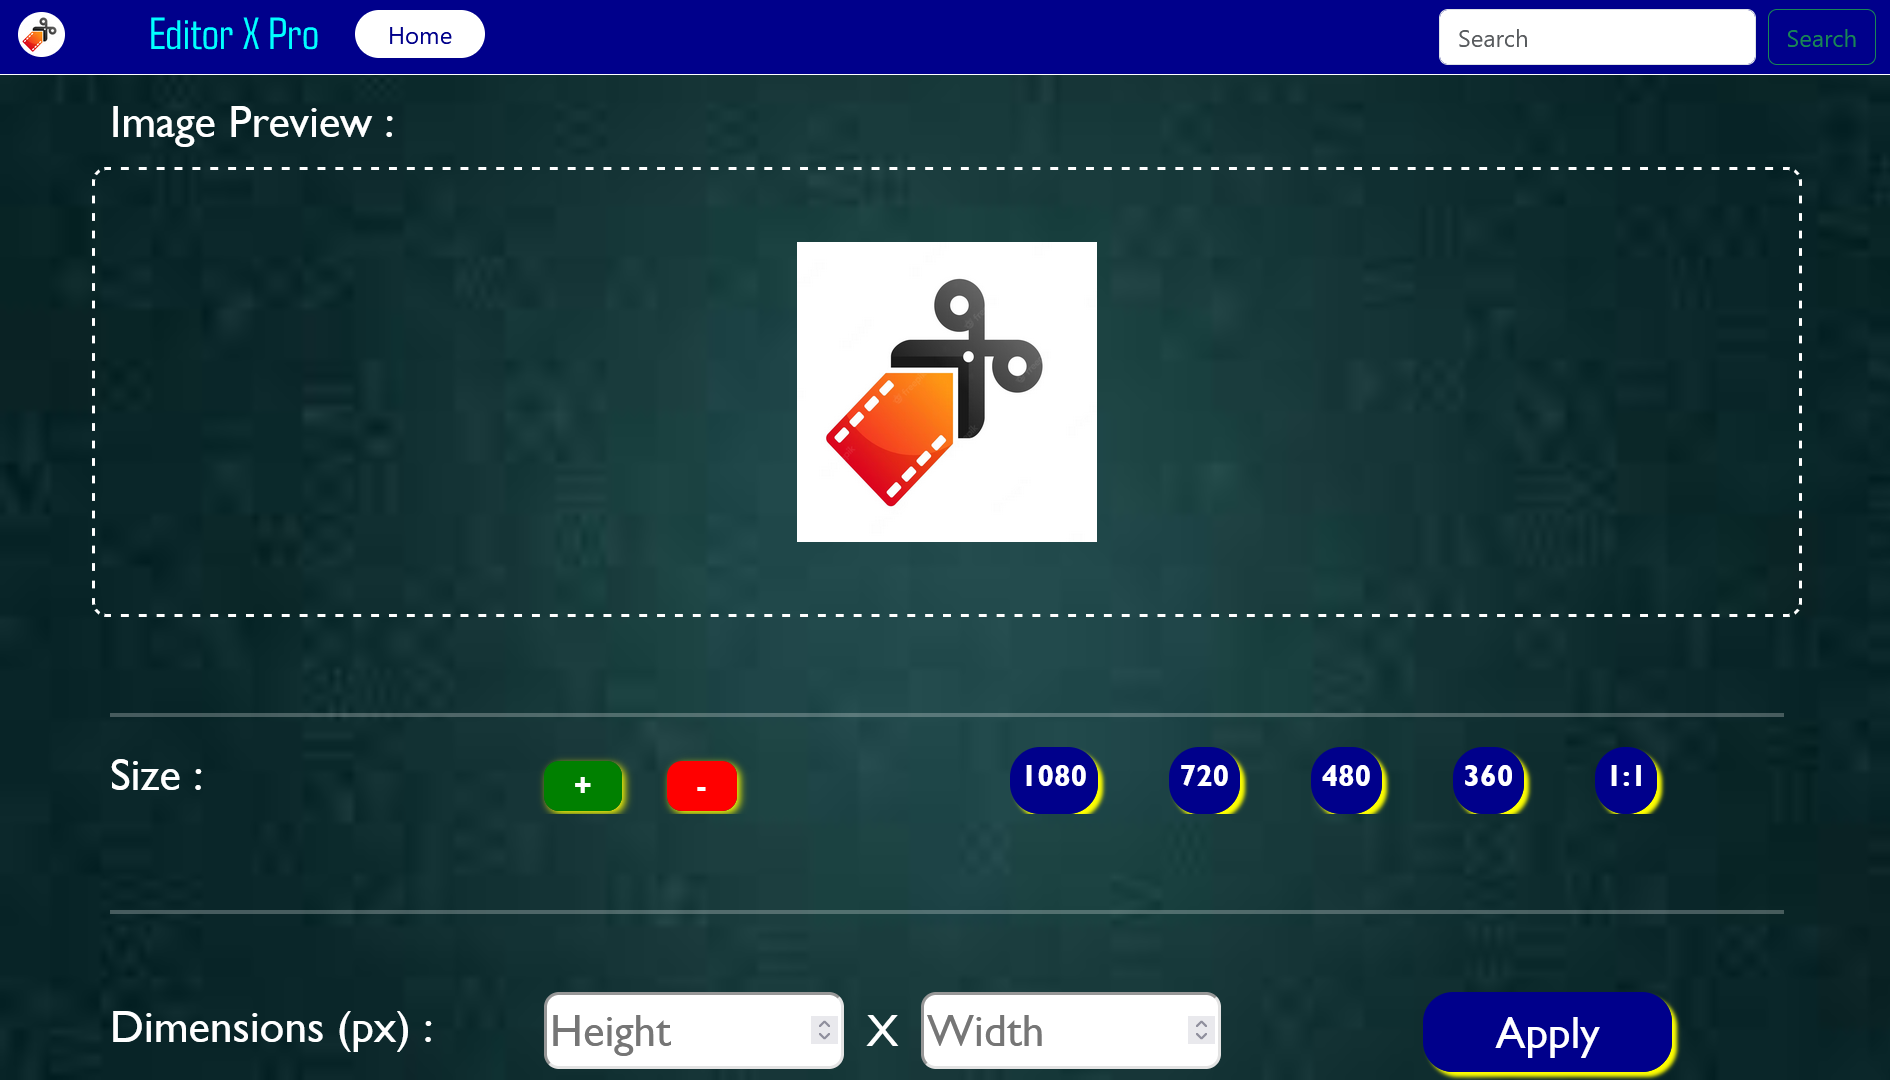 Editor X Pro Home Search Search
Image Preview :
Size : + - 1080 720 480 360 1:1
Dimensions (px) : Height X Width Apply